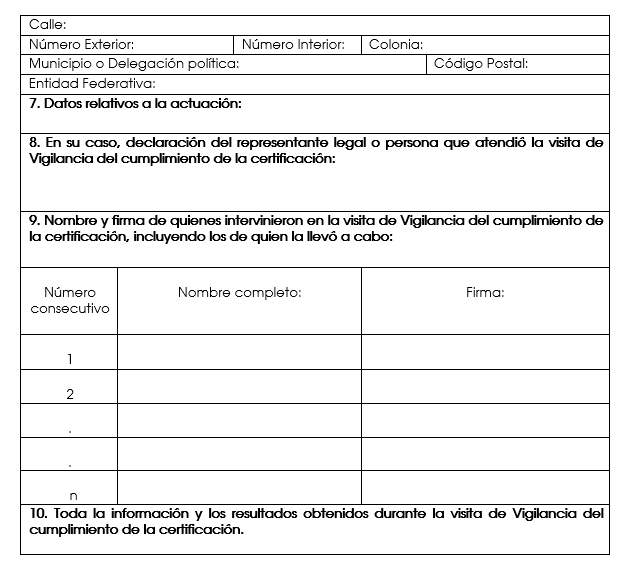 Calle:
Número Exterior: Número Interior: Colonia:
Municipio o Delegación política: Código Postal:
Entidad Federativa:
7. Datos relativos a la actuación:
8. En su caso, declaración del representante legal o persona que atendió la visita de
Vigilancia del cumplimiento de la certificación:
9. Nombre y firma de quienes intervinieron en la visita de Vigilancia del cumplimiento de
la certificación, incluyendo los de quien la llevó a cabo:
Número Nombre completo: Firma:
consecutivo
1
2
.
.
n
10. Toda la información y los resultados obtenidos durante la visita de Vigilancia del
cumplimiento de la certificación.